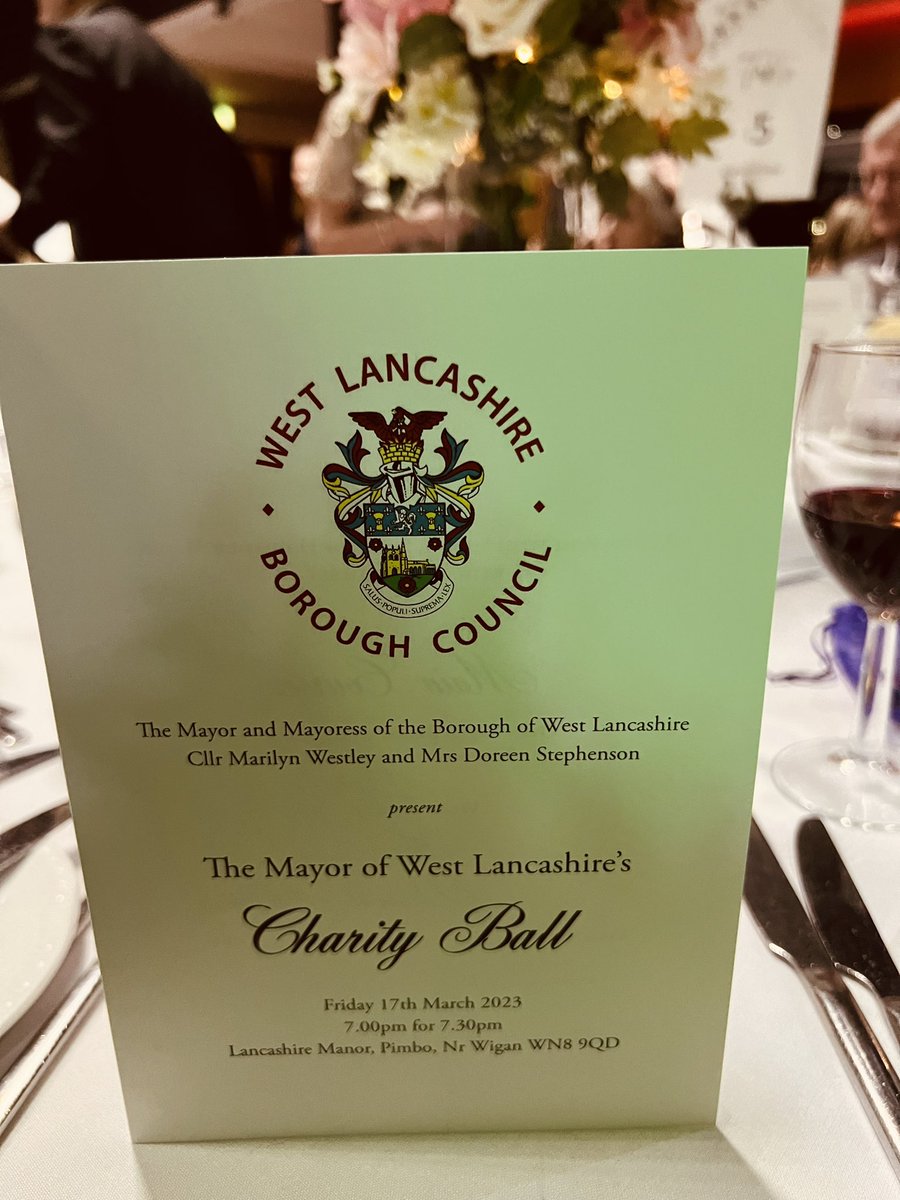 5
WEST LANCASHIRE
BOROUGH COUNCIL
SALUS·POPULI·SUPREMA·LEX
The Mayor and Mayoress of the Borough of West Lancashire
Cllr Marilyn Westley and Mrs Doreen Stephenson
present
The Mayor of West Lancashire's
Charity Ball
Friday 17th March 2023
7.00pm for 7.30pm
Lancashire Manor, Pimbo, Nr Wigan WN8 9QD